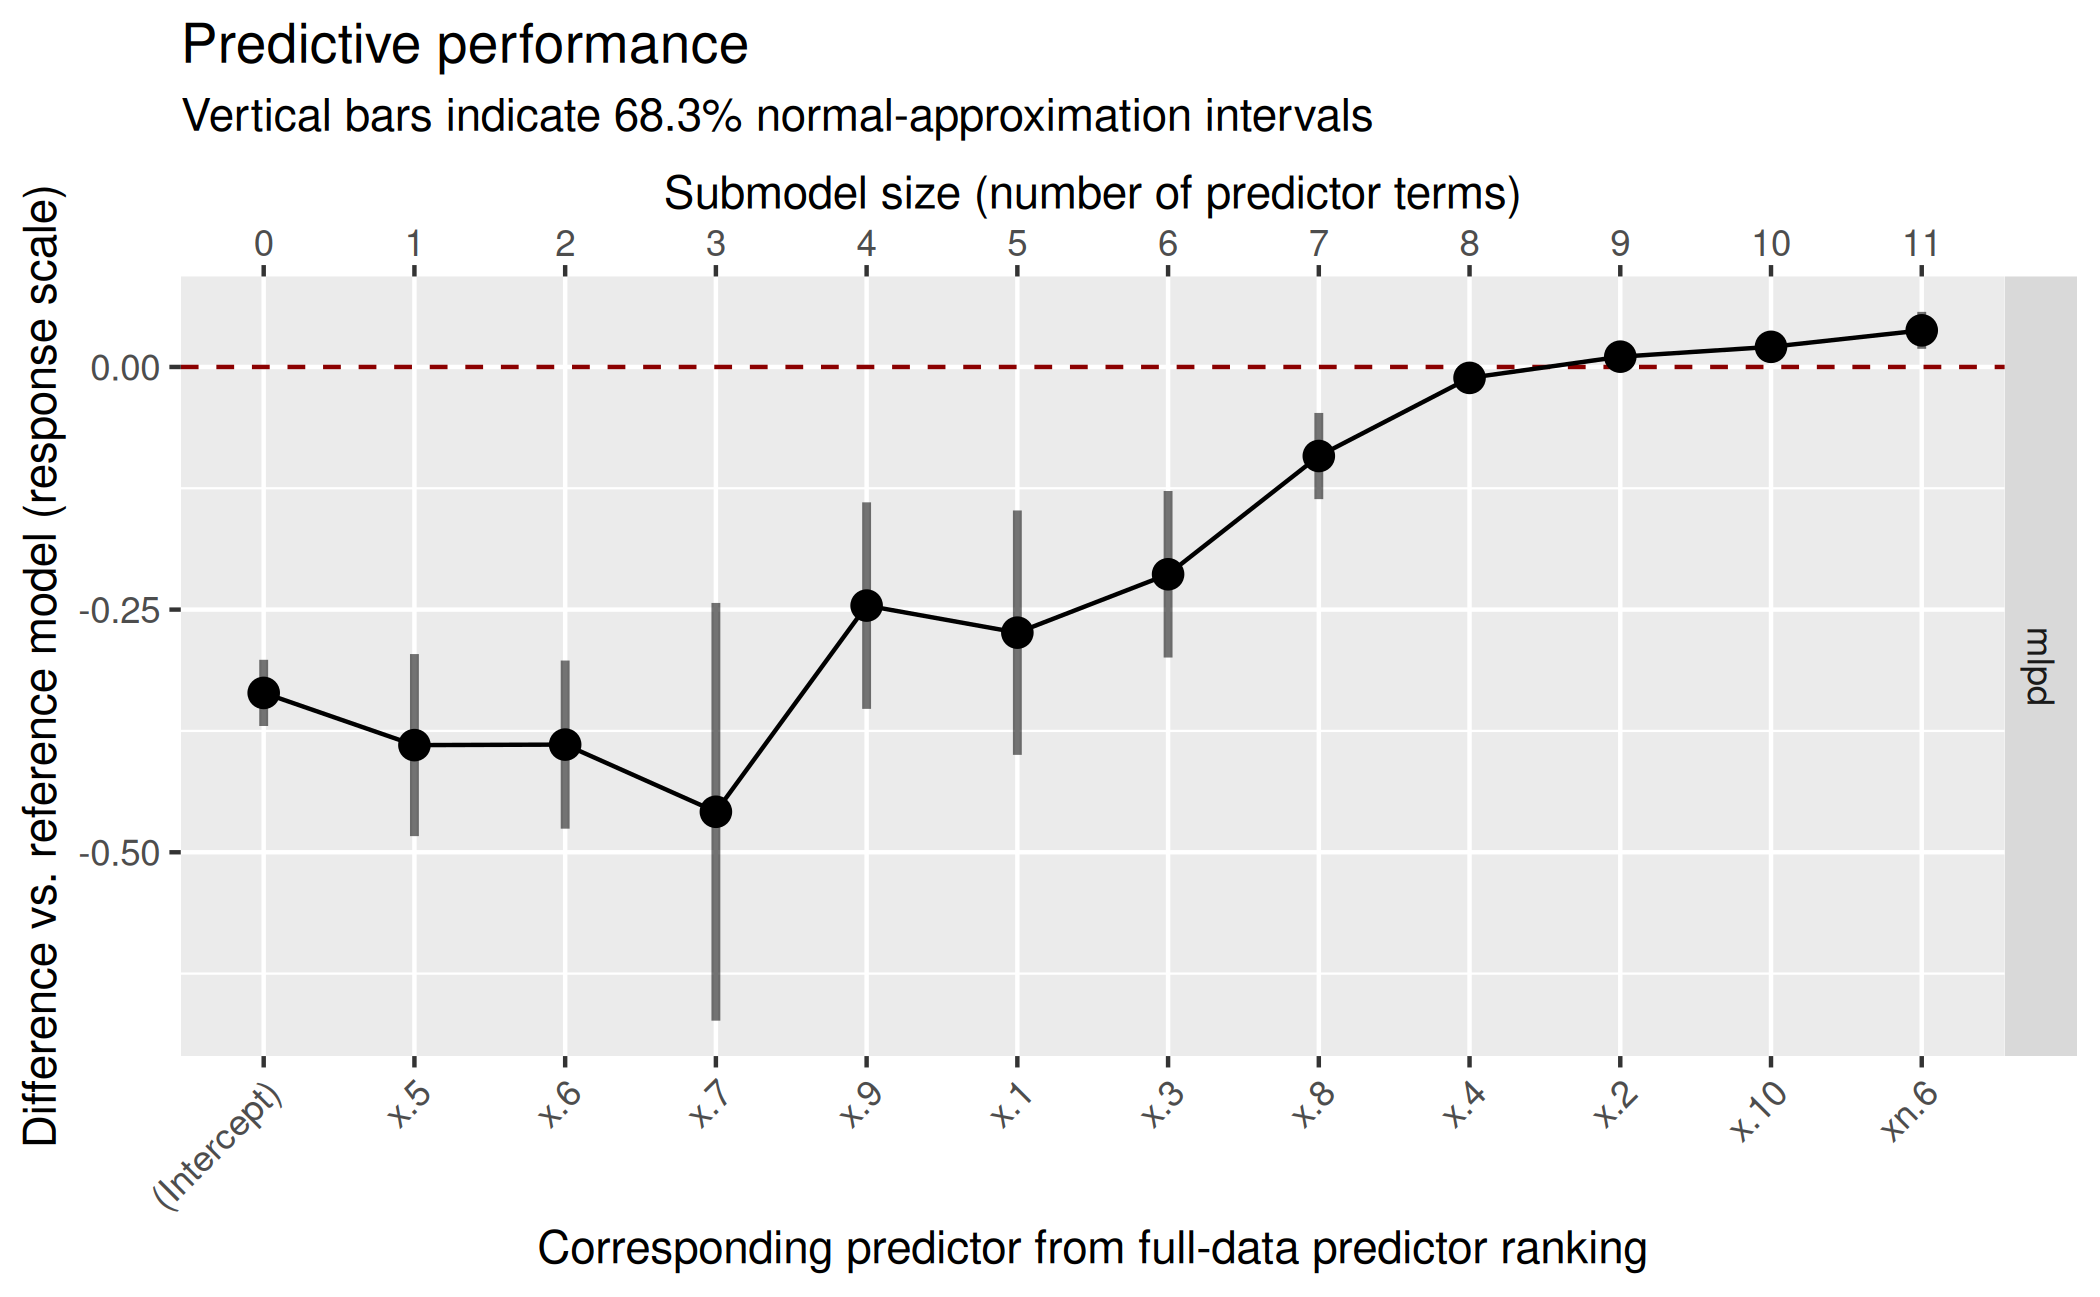 Predictive performance
Vertical bars indicate 68.3% normal-approximation intervals
Submodel size (number of predictor terms)
0 1 2 3 4 5 6 7 8 9 10 11
Difference vs. reference model (response scale)
0.00
-0.25
-0.50
mlpd
(Intercept) x.5 x.6 x.7 x.9 x.1 x.3 x.8 x.4 x.2 x.10 xn.6
Corresponding predictor from full-data predictor ranking